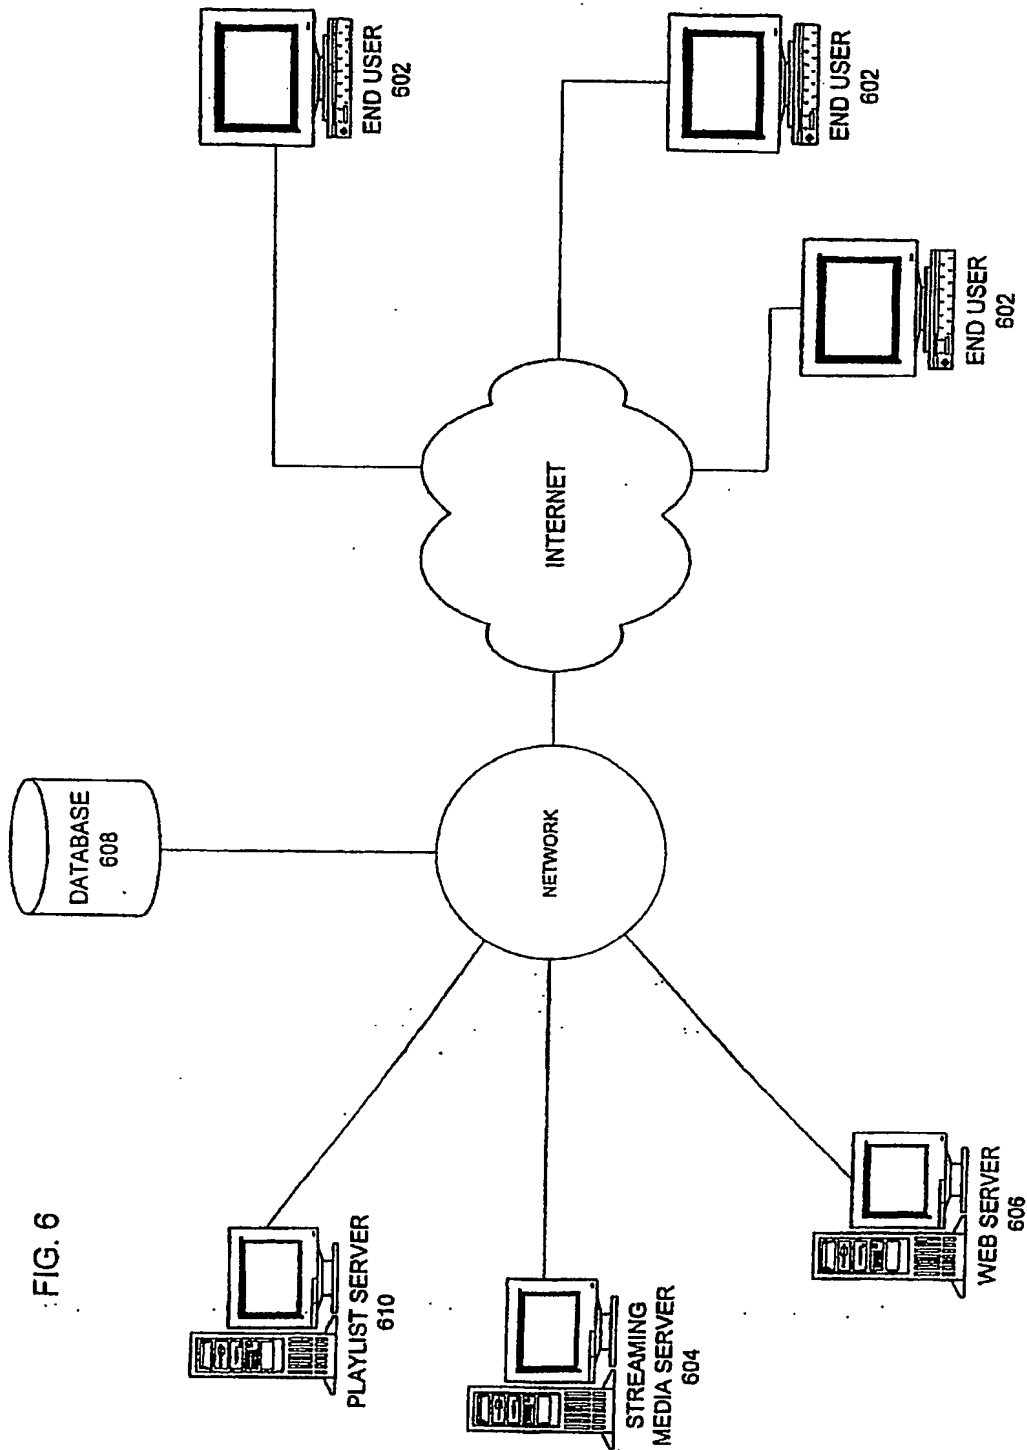 FIG. 6
DATABASE
608
END USER
602
PLAYLIST SERVER
610
STREAMING
MEDIA SERVER
604
NETWORK
INTERNET
END USER
602
WEB SERVER
606
END USER
602